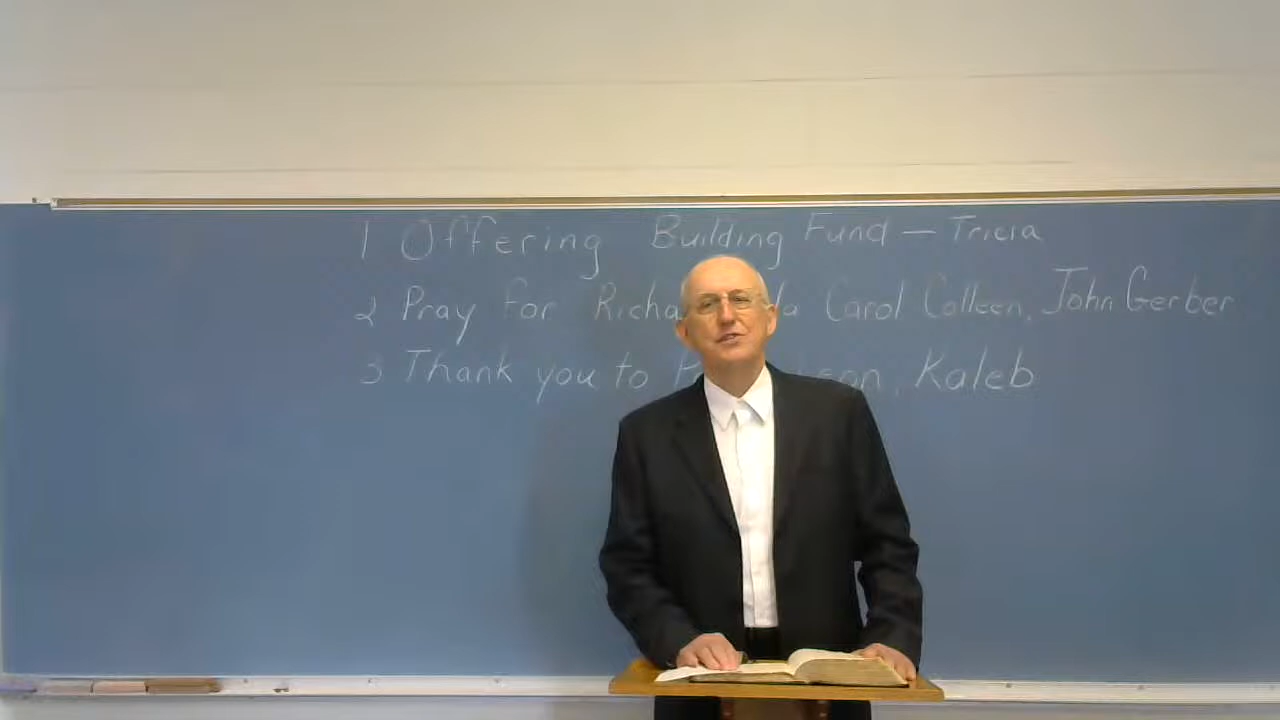 1 Offering Building Fund – Tricia
2 Pray for Carol Colleen, John Gerber
3 Thank you to Kaleb